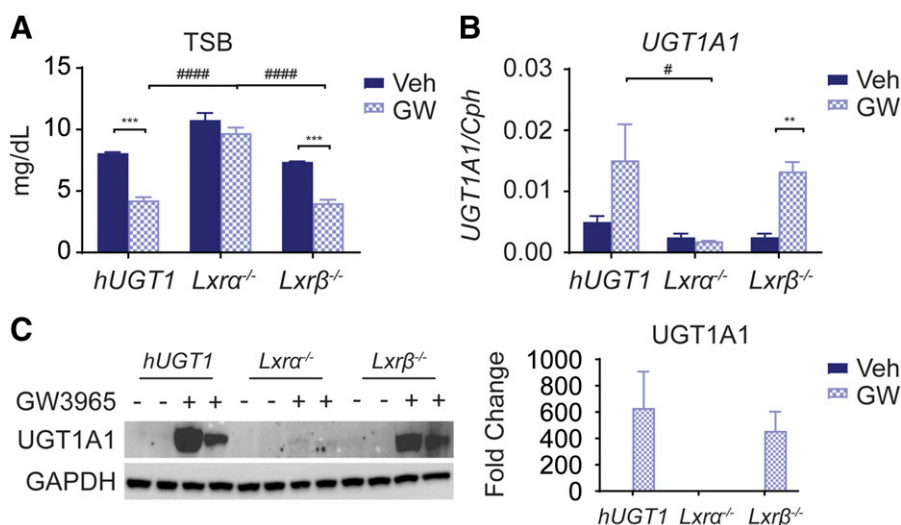 A
TSB
mg/dL
15
10
5
0
####
####
***
***
Veh
GW
hUGT1 Lxrα-/- Lxrβ-/-
B
UGT1A1
UGT1A1/Cph
0.03
0.02
0.01
0.00
#
**
Veh
GW
hUGT1 Lxrα-/- Lxrβ-/-
C
hUGT1 Lxrα-/- Lxrβ-/-
GW3965 - - + + - - + + - - + +
UGT1A1
GAPDH
UGT1A1
Fold Change
1000
800
600
400
200
0
Veh
GW
hUGT1 Lxrα-/- Lxrβ-/-